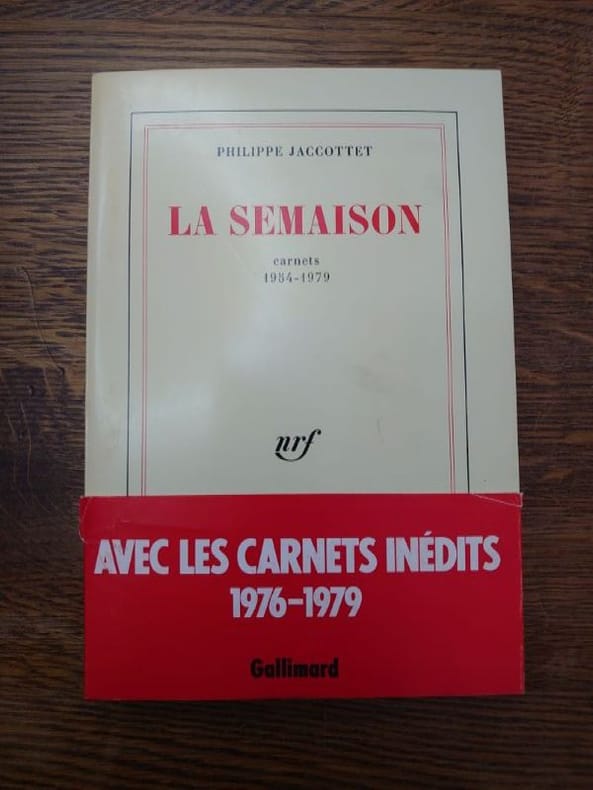 PHILIPPE JACCOTTET
LA SEMAISON
carnets
1954-1979
nrf
AVEC LES CARNETS INÉDITS
1976-1979
Gallimard